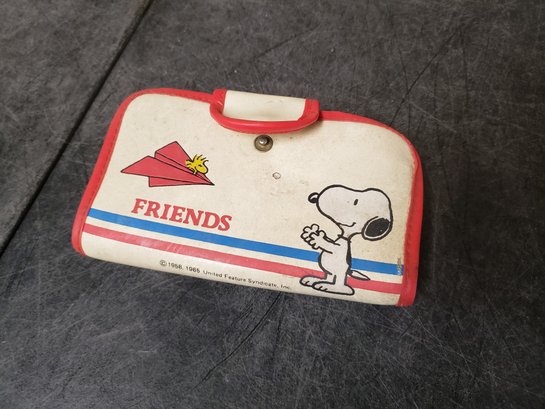 FRIENDS
© 1958, 1965 United Feature Syndicate, Inc.